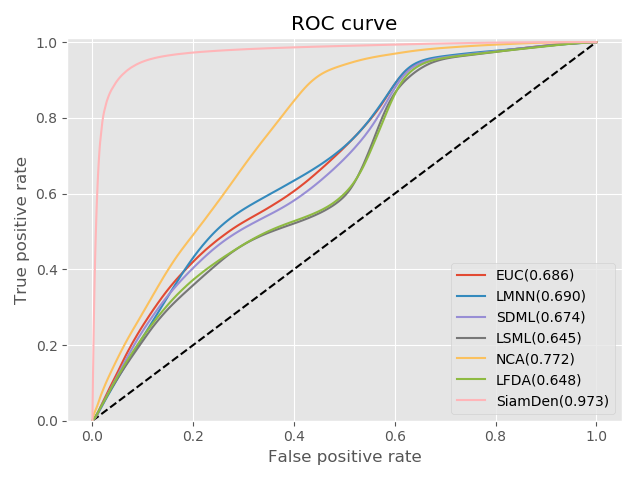 ROC curve
True positive rate
1.0
0.8
0.6
0.4
0.2
0.0
EUC(0.686)
LMNN(0.690)
SDML(0.674)
LSML(0.645)
NCA(0.772)
LFDA(0.648)
SiamDen(0.973)
0.0 0.2 0.4 0.6 0.8 1.0
False positive rate